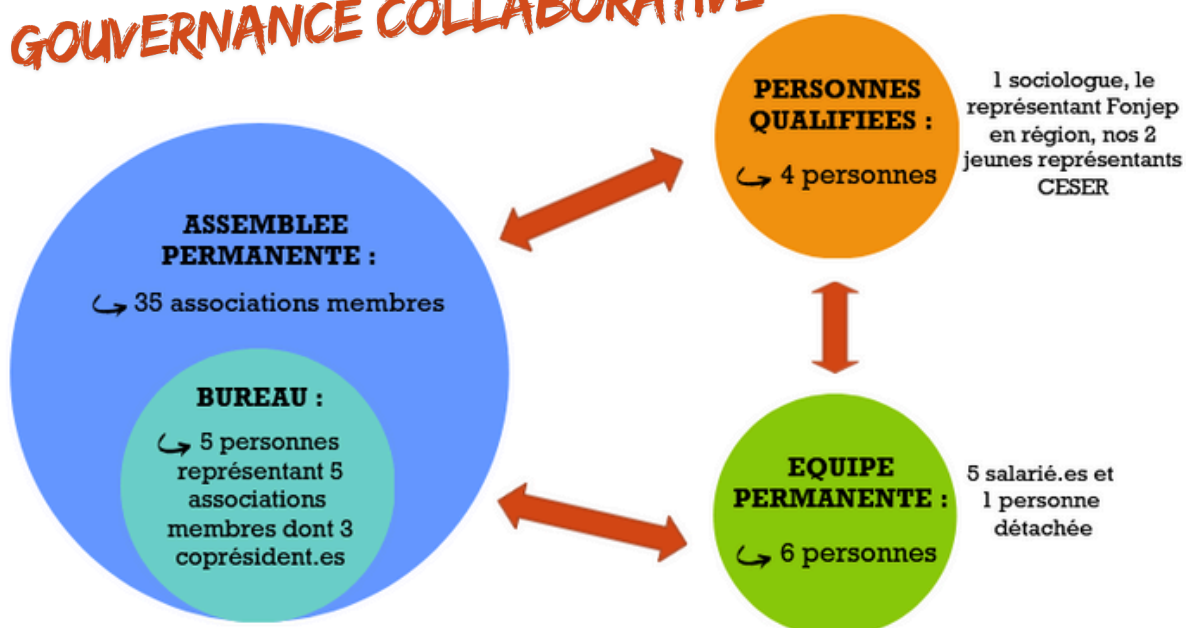 GOUVERNANCE COLLABORATIVE
ASSEMBLEE
PERMANENTE :
35 associations membres
BUREAU :
5 personnes
représentant 5
associations
membres dont 3
coprésident.es
PERSONNES
QUALIFIEES :
4 personnes
1 sociologue, le
représentant Fonjep
en région, nos 2
jeunes représentants
CESER
EQUIPE
PERMANENTE :
6 personnes
5 salarié.es et
1 personne
détachée